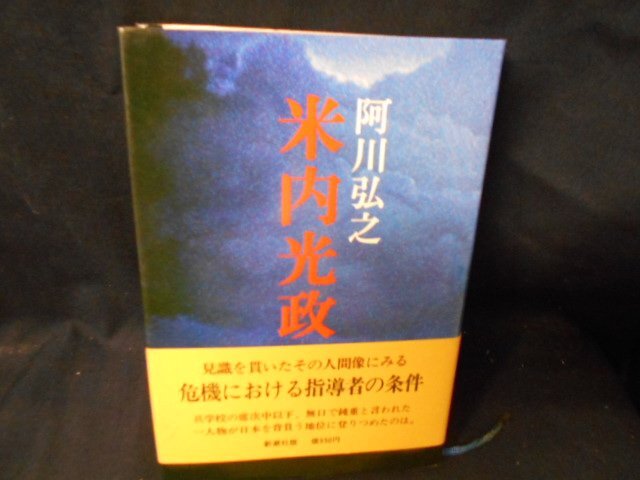 阿川弘之
米内光政
見識を貫いたその人間像にみる
危機における指導者の条件
兵学校の席次中以下、無口で鈍重と言われた
一人物が日本を背負う地位に登りつめたのは。
新潮社版